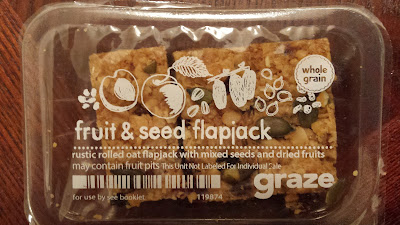 whole
grain
fruit & seed flapjack
rustic rolled oat flapjack with mixed seeds and dried fruits
may contain fruit pits This Unit Not Labeled For Individual Sale
graze
for use by see booklet 119874